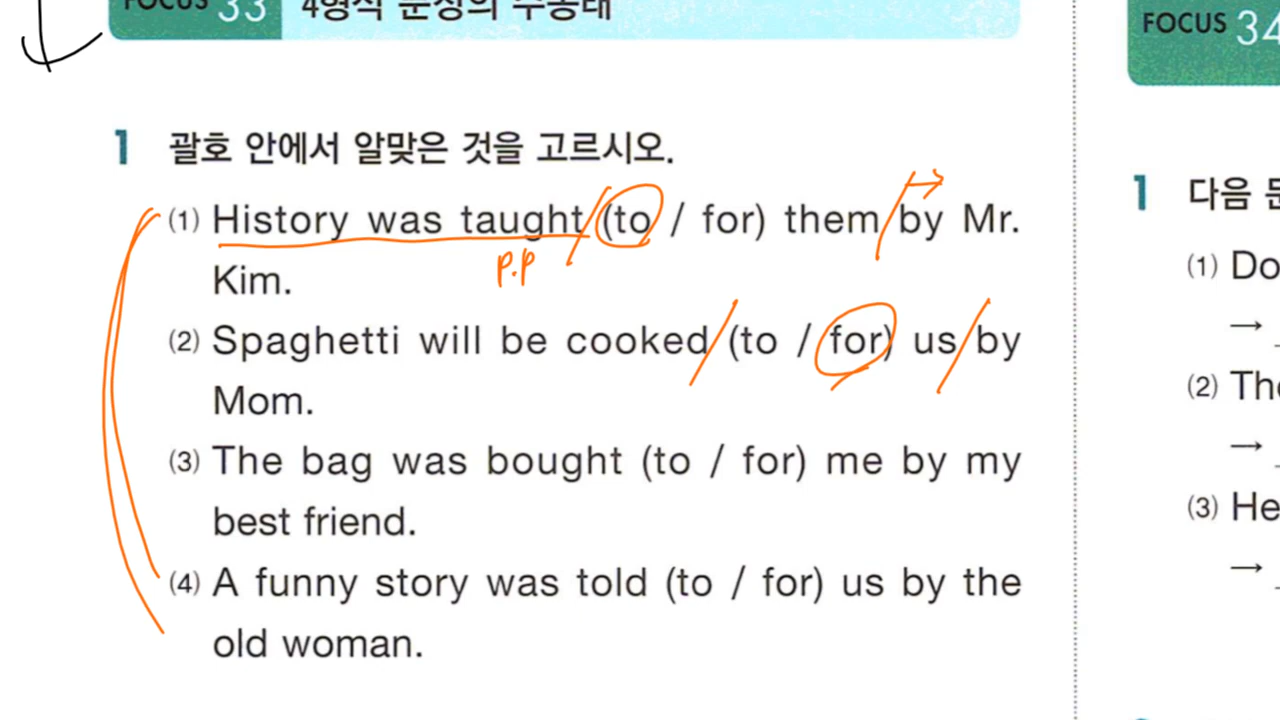 FOCUS 33 4형식 문장의 수동태
FOCUS 34
1 괄호 안에서 알맞은 것을 고르시오.
(1) History was taught (to / for) them by Mr.
p.p
Kim.
(2) Spaghetti will be cooked (to / for) us by
Mom.
(3) The bag was bought (to / for) me by my
best friend.
(4) A funny story was told (to / for) us by the
old woman.
1 다음
(1) Do
→
(2) The
→
(3) He
→